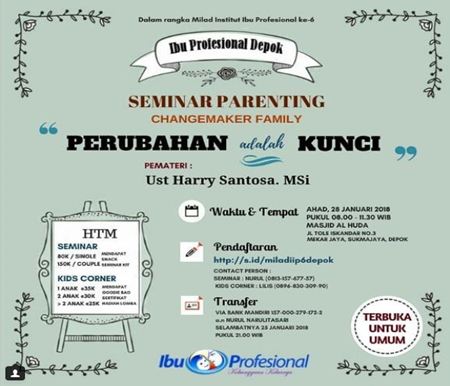 Dalam rangka Milad Institut Ibu Profesional ke-6
Ibu Profesional Depok
SEMINAR PARENTING
CHANGEMAKER FAMILY
“ PERUBAHAN adalah KUNCI ”
PEMATERI :
Ust Harry Santosa. MSi
Waktu & Tempat
AHAD, 28 JANUARI 2018
PUKUL 08.00 - 11.30 WIB
MASJID AL HUDA
JL TOLE ISKANDAR NO.3
MEKAR JAYA, SUKMAJAYA, DEPOK
HTM
SEMINAR
80K / SINGLE
150K / COUPLE
MENDAPAT
SNACK
SEMINAR KIT
KIDS CORNER
1 ANAK @35K
2 ANAK @30K
> 2 ANAK @25K
MENDAPAT
GOODIE BAG
SERTIFIKAT
HADIAH LOMBA
Pendaftaran
http://s.id/miladiip6depok
CONTACT PERSON :
SEMINAR : NURUL (0813-157-677-57)
KIDS CORNER : LILIS (0896-830-309-90)
Transfer
VIA BANK MANDIRI 157-000-279-172-2
a.n NURUL NARULITASARI
SELAMBATNYA 25 JANUARI 2018
PUKUL 21.00 WIB
TERBUKA
UNTUK
UMUM
Ibu Profesional
Kebanggaan Keluarga